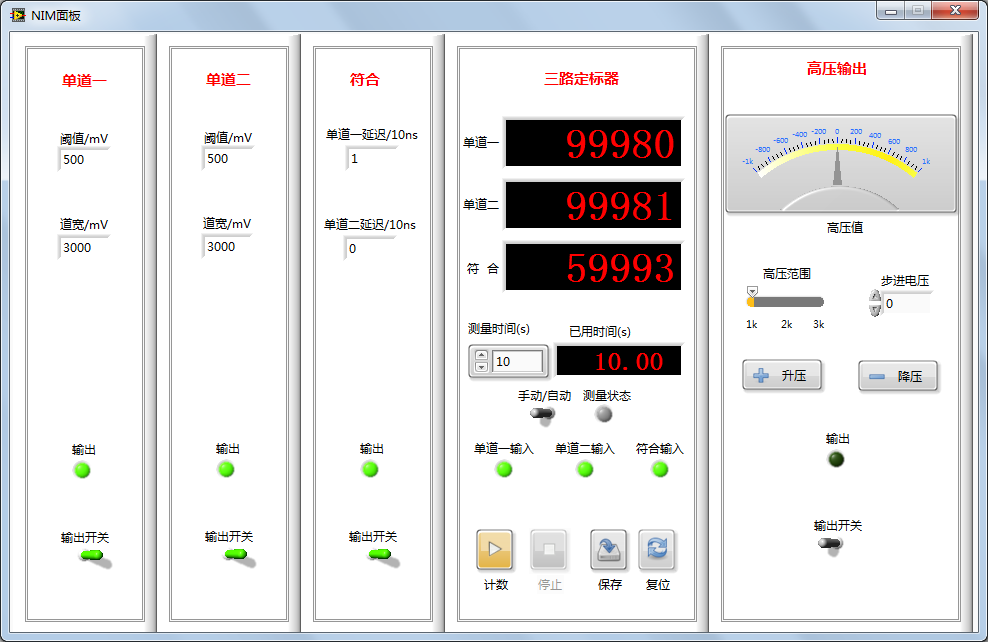 NIM面板
单道一
阈值/mV
500
道宽/mV
3000
输出
输出开关
单道二
阈值/mV
500
道宽/mV
3000
输出
输出开关
符合
单道一延迟/10ns
1
单道二延迟/10ns
0
输出
输出开关
三路定标器
单道一 99980
单道二 99981
符 合 59993
测量时间(s) 已用时间(s)
10 10.00
手动/自动 测量状态
单道一输入 单道二输入 符合输入
计数 停止 保存 复位
高压输出
-1k -800 -600 -400 -200 0 200 400 600 800 1k
高压值
高压范围
1k 2k 3k
步进电压
0
升压 降压
输出
输出开关